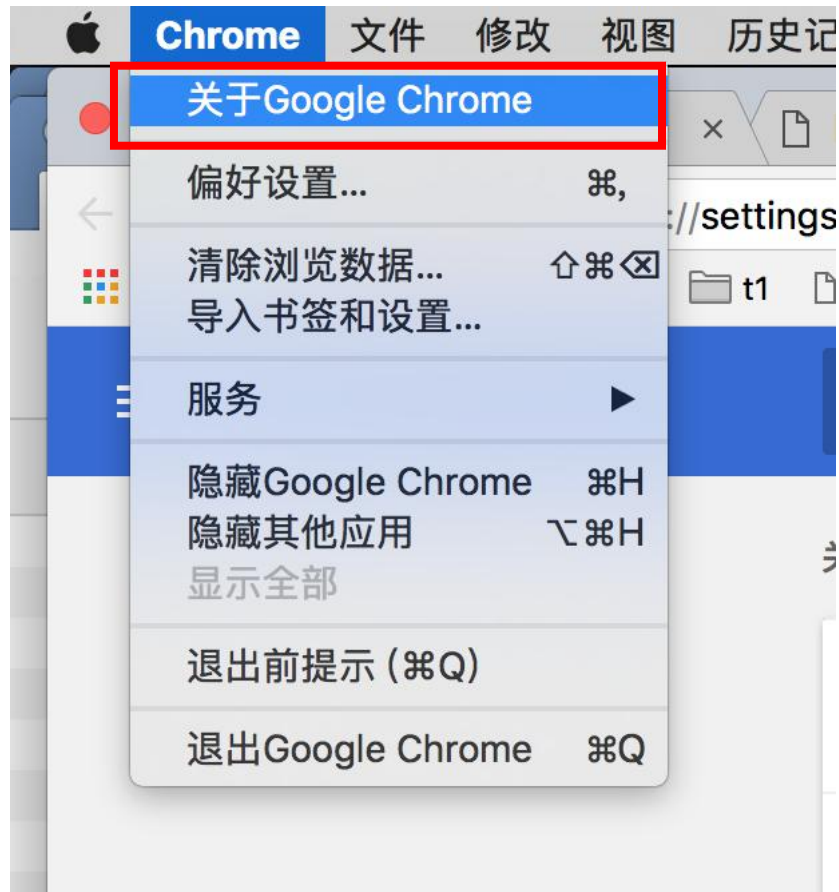 Chrome 文件 修改 视图 历史记
关于Google Chrome
偏好设置... ⌘,
://settings
清除浏览数据... ⇧⌘⌫
t1
导入书签和设置...
服务 ▶
隐藏Google Chrome ⌘H
隐藏其他应用 ⌥⌘H
显示全部
退出前提示 (⌘Q)
退出Google Chrome ⌘Q